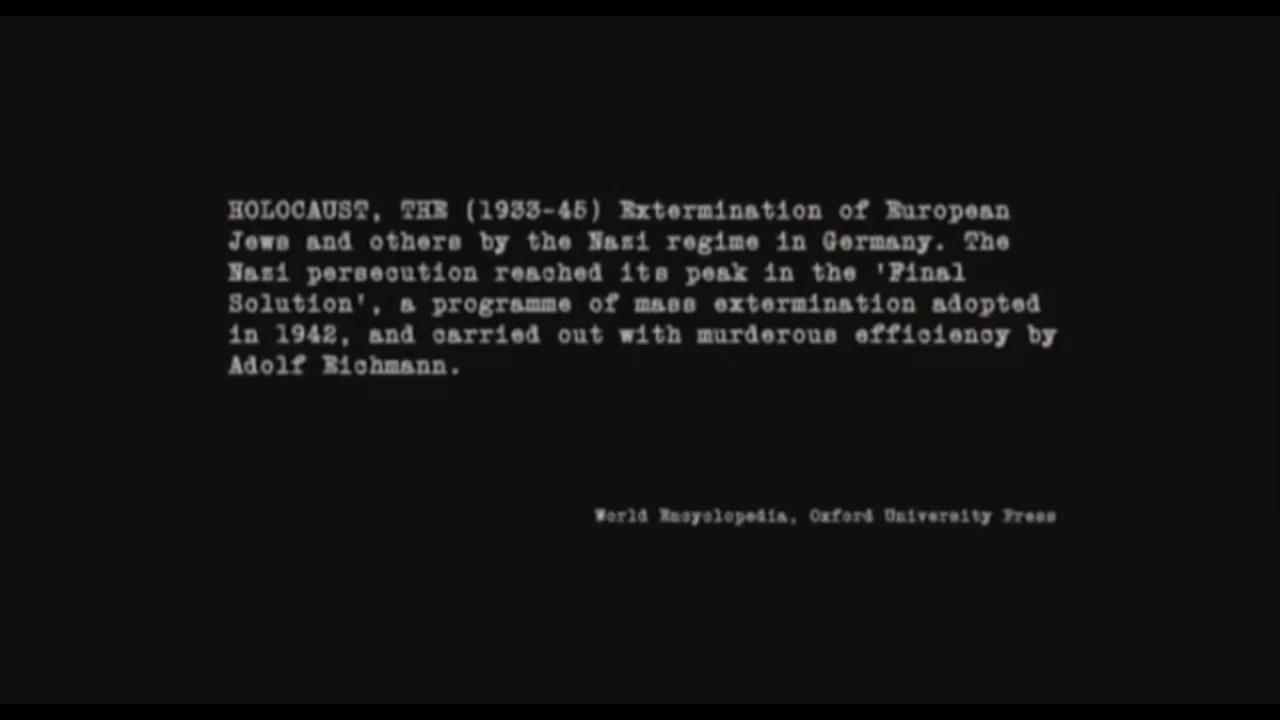 HOLOCAUST, THE (1933-45) Extermination of European
Jews and others by the Nazi regime in Germany. The
Nazi persecution reached its peak in the 'Final
Solution', a programme of mass extermination adopted
in 1942, and carried out with murderous efficiency by
Adolf Eichmann.
World Encyclopedia, Oxford University Press